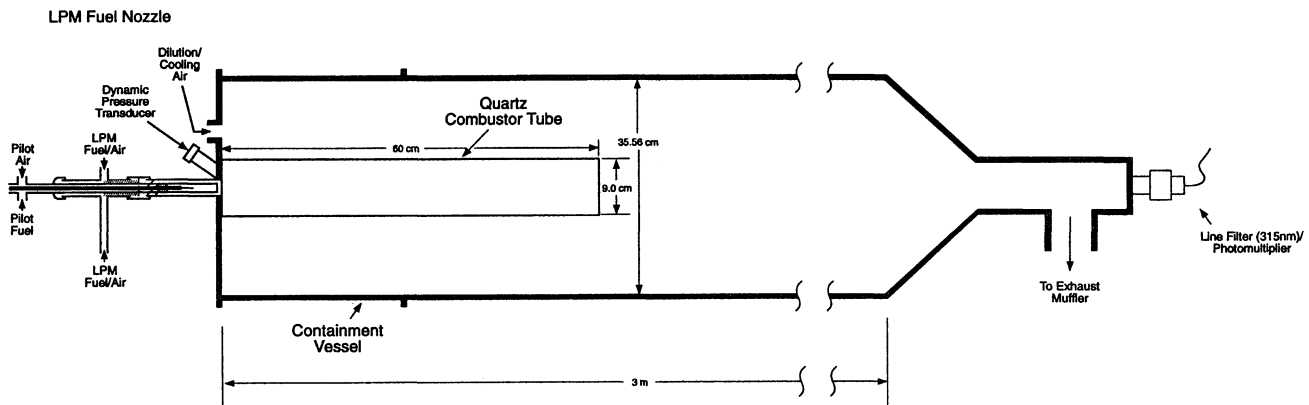 LPM Fuel Nozzle
Dilution/
Cooling
Air
Dynamic
Pressure
Transducer
Quartz
Combustor Tube
Pilot
Air
LPM
Fuel/Air
60 cm
35.56 cm
9.0 cm
Pilot
Fuel
LPM
Fuel/Air
Line Filter (315nm)/
Photomultiplier
To Exhaust
Muffler
Containment
Vessel
3 m